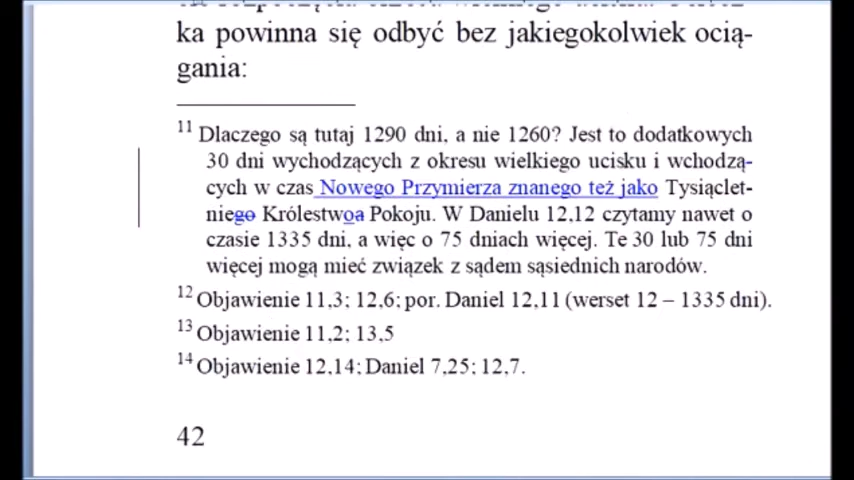 ka powinna się odbyć bez jakiegokolwiek ocią-
gania:
11 Dlaczego są tutaj 1290 dni, a nie 1260? Jest to dodatkowych
30 dni wychodzących z okresu wielkiego ucisku i wchodzą-
cych w czas Nowego Przymierza znanego też jako Tysiąclet-
niego Królestwoa Pokoju. W Danielu 12,12 czytamy nawet o
czasie 1335 dni, a więc o 75 dniach więcej. Te 30 lub 75 dni
więcej mogą mieć związek z sądem sąsiednich narodów.
12 Objawienie 11,3; 12,6; por. Daniel 12,11 (werset 12 – 1335 dni).
13 Objawienie 11,2; 13,5
14 Objawienie 12,14; Daniel 7,25; 12,7.
42